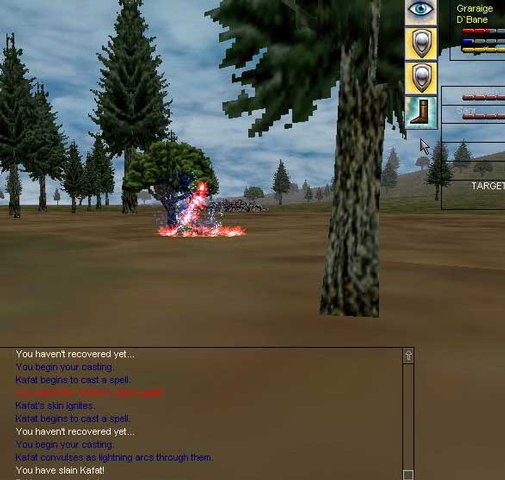 Graraige
D`Bane
TARGET
You haven't recovered yet...
You begin your casting.
Kafat begins to cast a spell.
Kafat's skin ignites.
Kafat begins to cast a spell.
You haven't recovered yet...
You begin your casting.
Kafat convulses as lightning arcs through them.
You have slain Kafat!